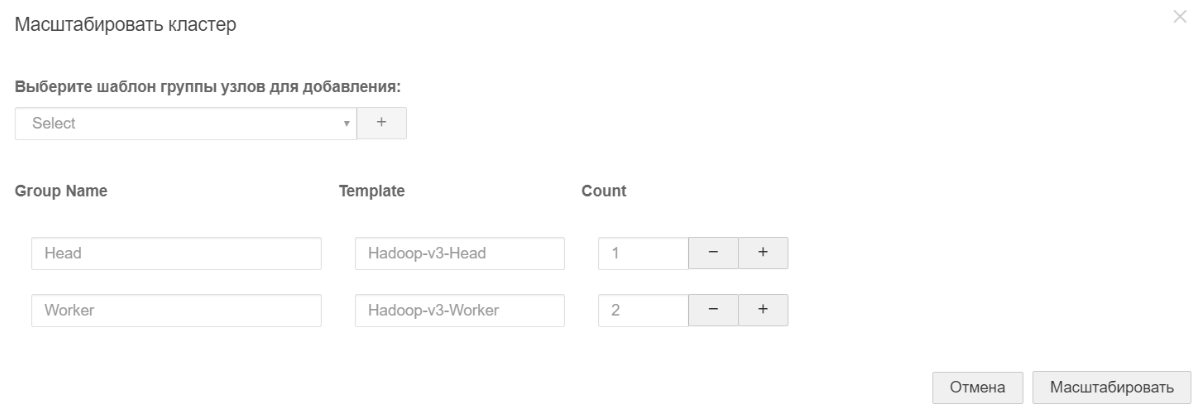 Масштабировать кластер
×
Выберите шаблон группы узлов для добавления:
Select ▾ +
Group Name Template Count
Head Hadoop-v3-Head 1 − +
Worker Hadoop-v3-Worker 2 − +
Отмена Масштабировать